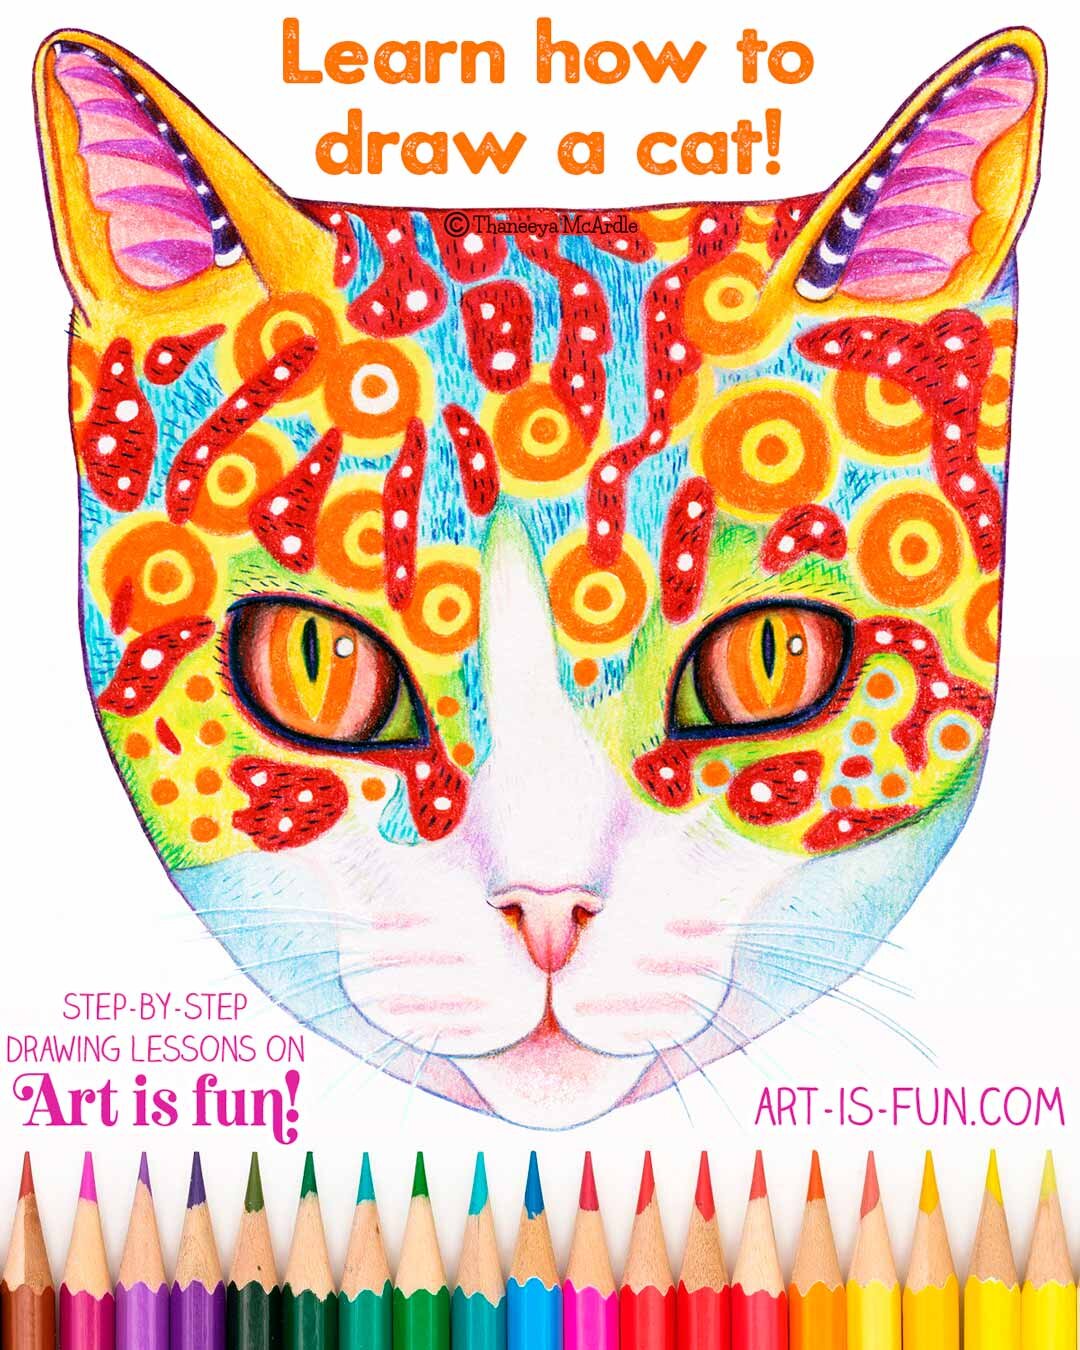 Learn how to
draw a cat!
© Thaneeya McArdle
STEP-BY-STEP
DRAWING LESSONS ON
Art is fun!
ART-IS-FUN.COM